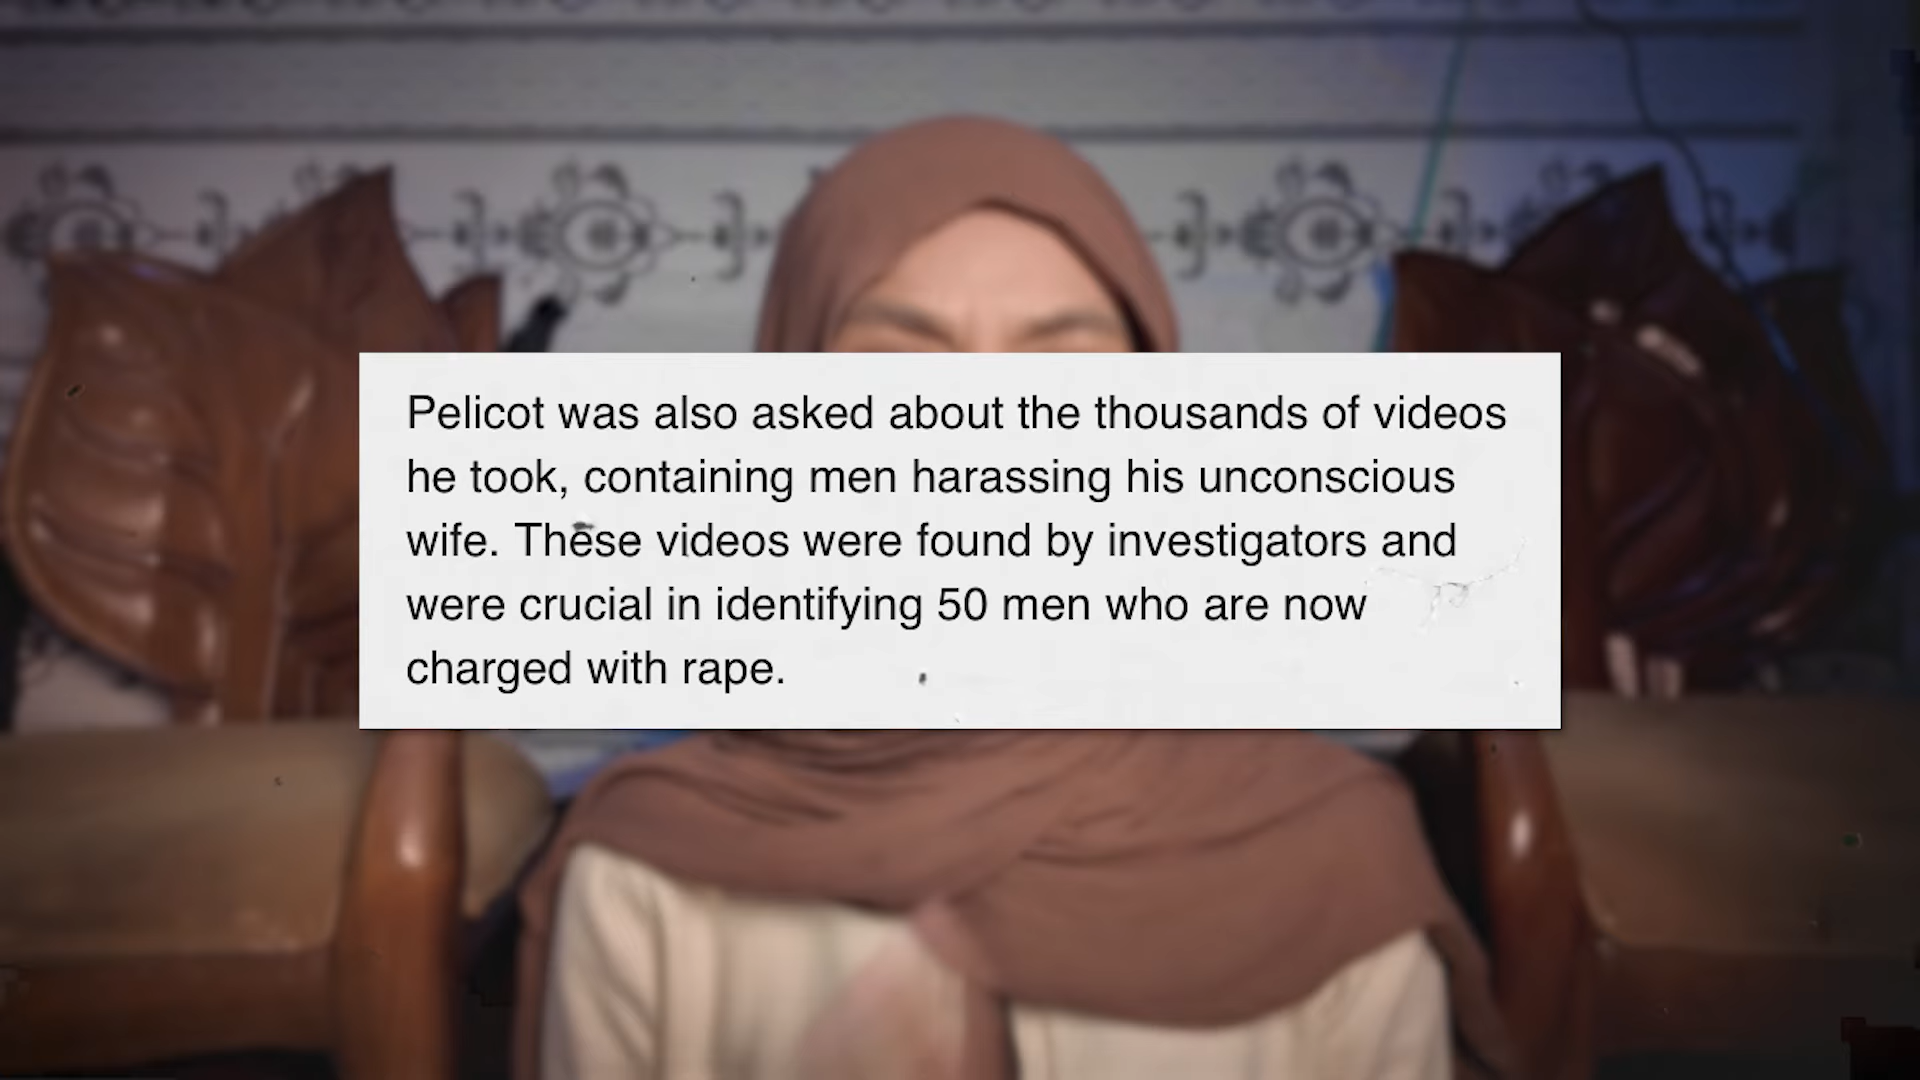 Pelicot was also asked about the thousands of videos
he took, containing men harassing his unconscious
wife. These videos were found by investigators and
were crucial in identifying 50 men who are now
charged with rape.